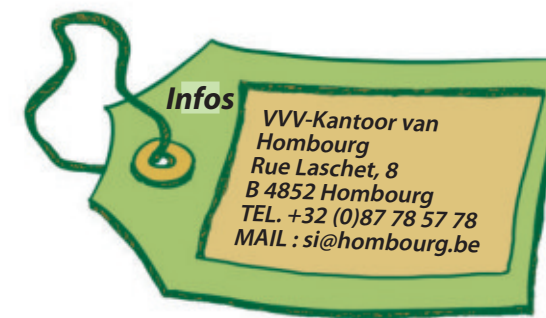 Infos
VVV-Kantoor van
Hombourg
Rue Laschet, 8
B 4852 Hombourg
TEL. +32 (0)87 78 57 78
MAIL : si@hombourg.be